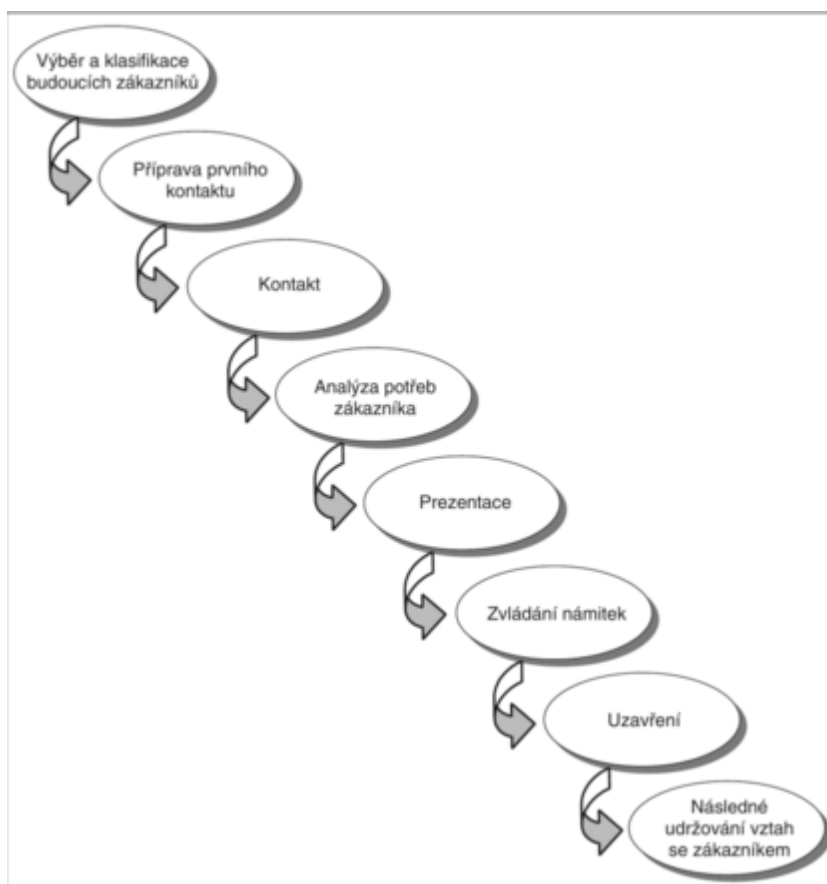 Výběr a klasifikace
budoucích zákazníků
Příprava prvního
kontaktu
Kontakt
Analýza potřeb
zákazníka
Prezentace
Zvládání námitek
Uzavření
Následné
udržování vztah
se zákazníkem